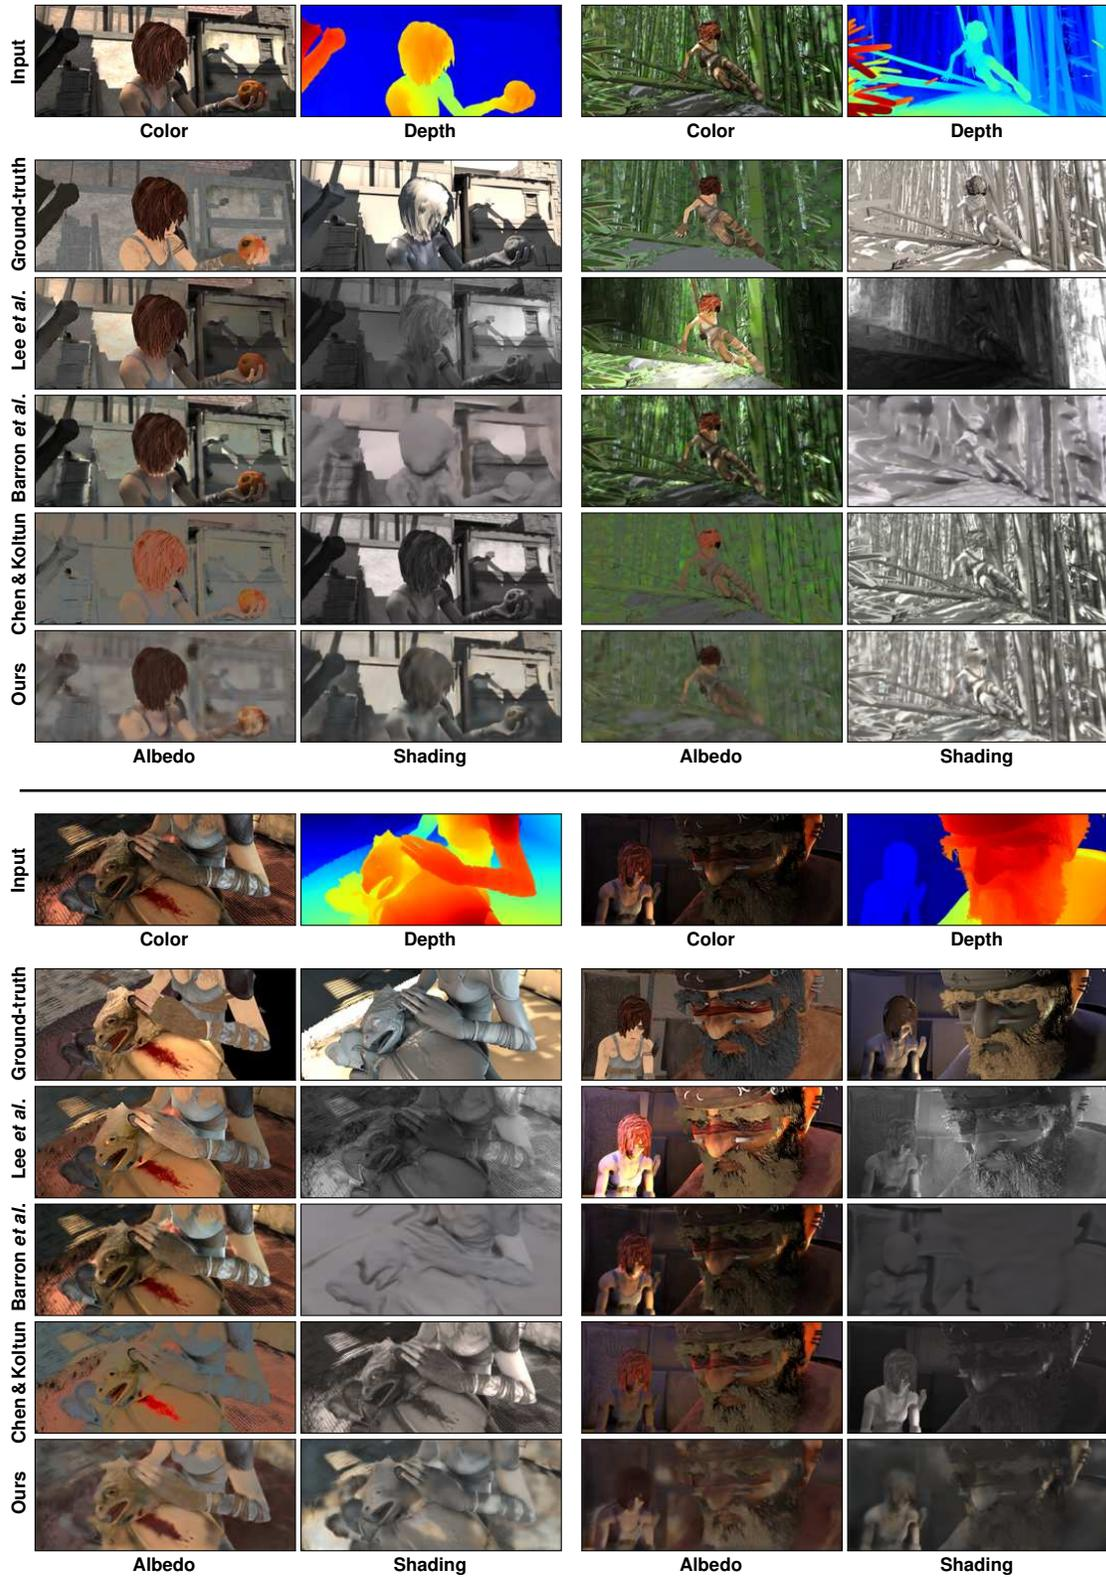 Input
Color Depth Color Depth
Ground-truth
Lee et al.
Barron et al.
Chen & Koltun
Ours
Albedo Shading Albedo Shading
Input
Color Depth Color Depth
Ground-truth
Lee et al.
Barron et al.
Chen & Koltun
Ours
Albedo Shading Albedo Shading